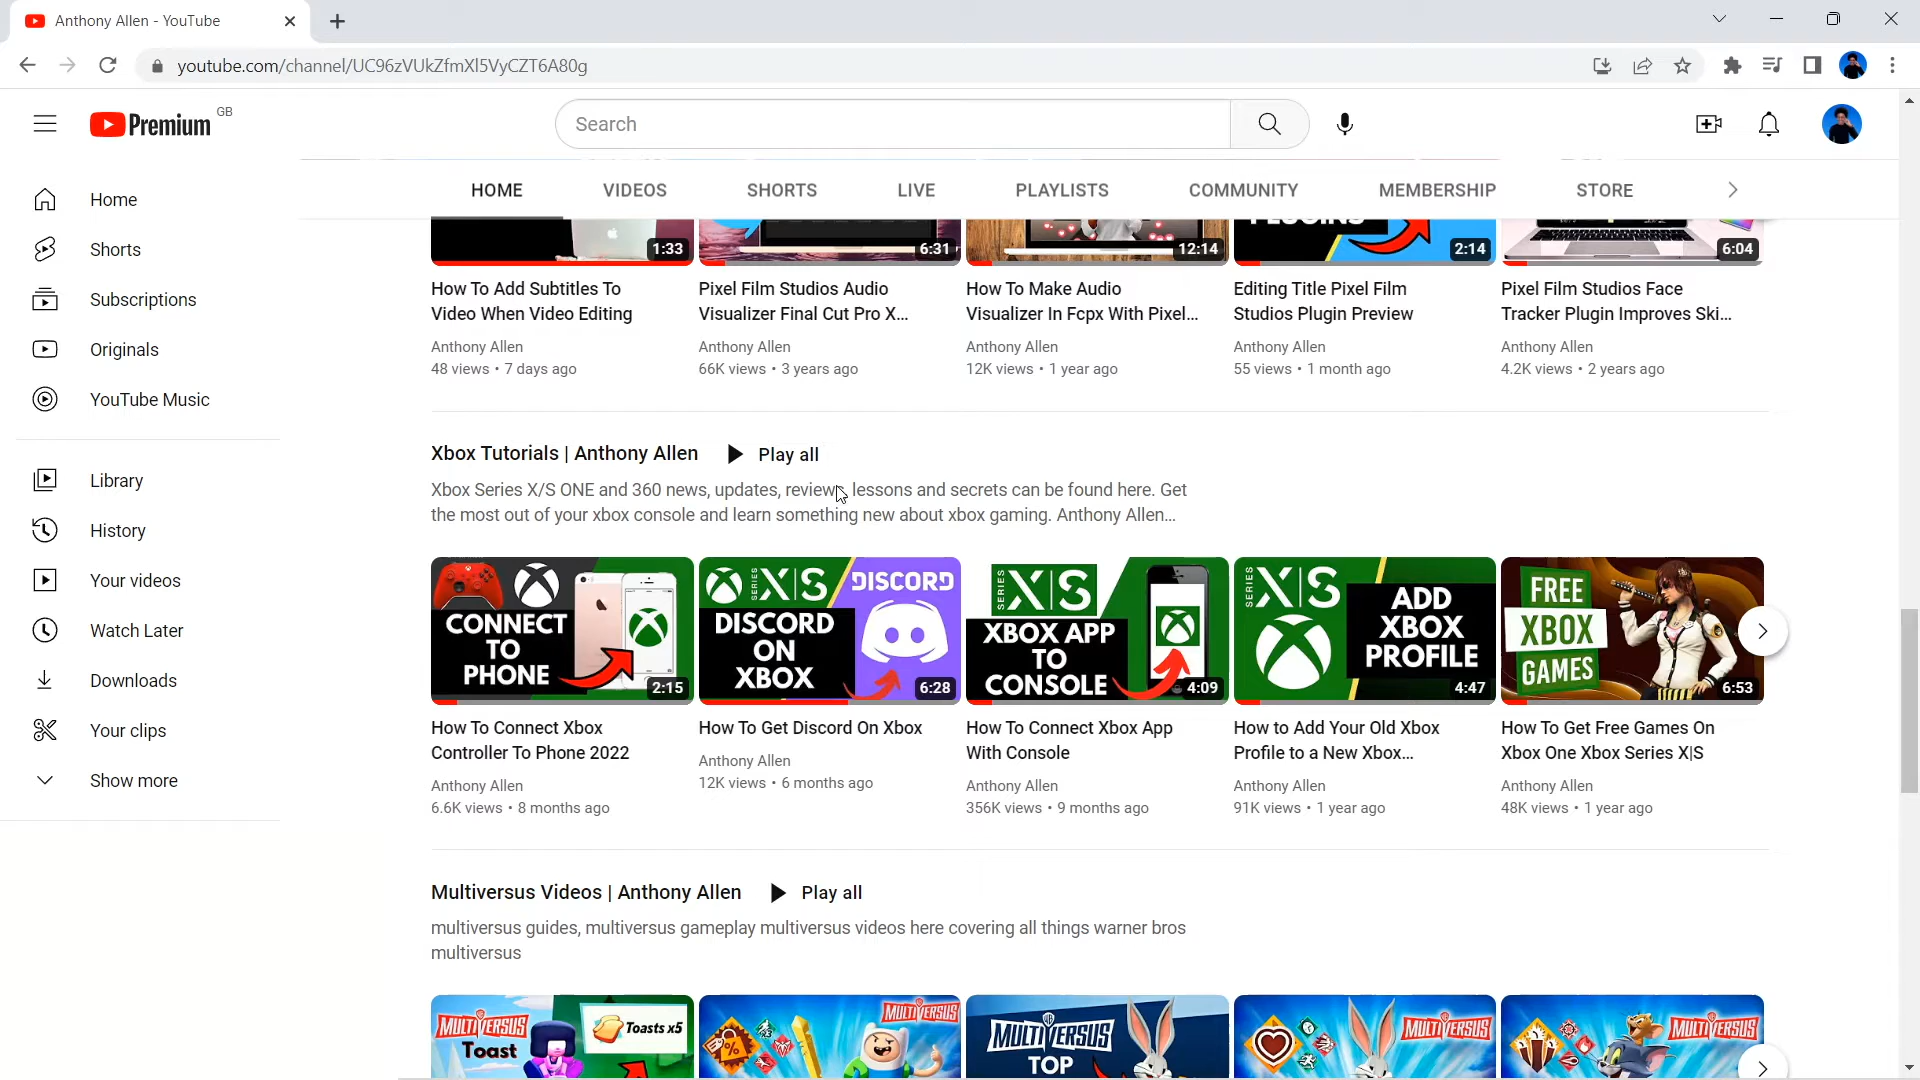 Anthony Allen - YouTube
youtube.com/channel/UC96zVUkZfmXl5VyCZT6A80g
Premium GB
Search
HOME VIDEOS SHORTS LIVE PLAYLISTS COMMUNITY MEMBERSHIP STORE
Home
Shorts
Subscriptions
Originals
YouTube Music
Library
History
Your videos
Watch Later
Downloads
Your clips
Show more
1:33
6:31
12:14
2:14
6:04
How To Add Subtitles To
Video When Video Editing
Anthony Allen
48 views • 7 days ago
Pixel Film Studios Audio
Visualizer Final Cut Pro X...
Anthony Allen
66K views • 3 years ago
How To Make Audio
Visualizer In Fcpx With Pixel...
Anthony Allen
12K views • 1 year ago
Editing Title Pixel Film
Studios Plugin Preview
Anthony Allen
55 views • 1 month ago
Pixel Film Studios Face
Tracker Plugin Improves Ski...
Anthony Allen
4.2K views • 2 years ago
Xbox Tutorials | Anthony Allen Play all
Xbox Series X/S ONE and 360 news, updates, reviews, lessons and secrets can be found here. Get
the most out of your xbox console and learn something new about xbox gaming. Anthony Allen...
CONNECT
TO
PHONE
2:15
SERIES X|S
DISCORD
DISCORD
ON
XBOX
6:28
SERIES X|S
XBOX APP
TO
CONSOLE
4:09
SERIES X|S
ADD
XBOX
PROFILE
4:47
FREE
XBOX
GAMES
6:53
How To Connect Xbox
Controller To Phone 2022
Anthony Allen
6.6K views • 8 months ago
How To Get Discord On Xbox
Anthony Allen
12K views • 6 months ago
How To Connect Xbox App
With Console
Anthony Allen
356K views • 9 months ago
How to Add Your Old Xbox
Profile to a New Xbox...
Anthony Allen
91K views • 1 year ago
How To Get Free Games On
Xbox One Xbox Series X|S
Anthony Allen
48K views • 1 year ago
Multiversus Videos | Anthony Allen Play all
multiversus guides, multiversus gameplay multiversus videos here covering all things warner bros
multiversus
MULTIVERSUS
Toast
Toasts x5
MULTIVERSUS
MULTIVERSUS
TOP
MULTIVERSUS
MULTIVERSUS